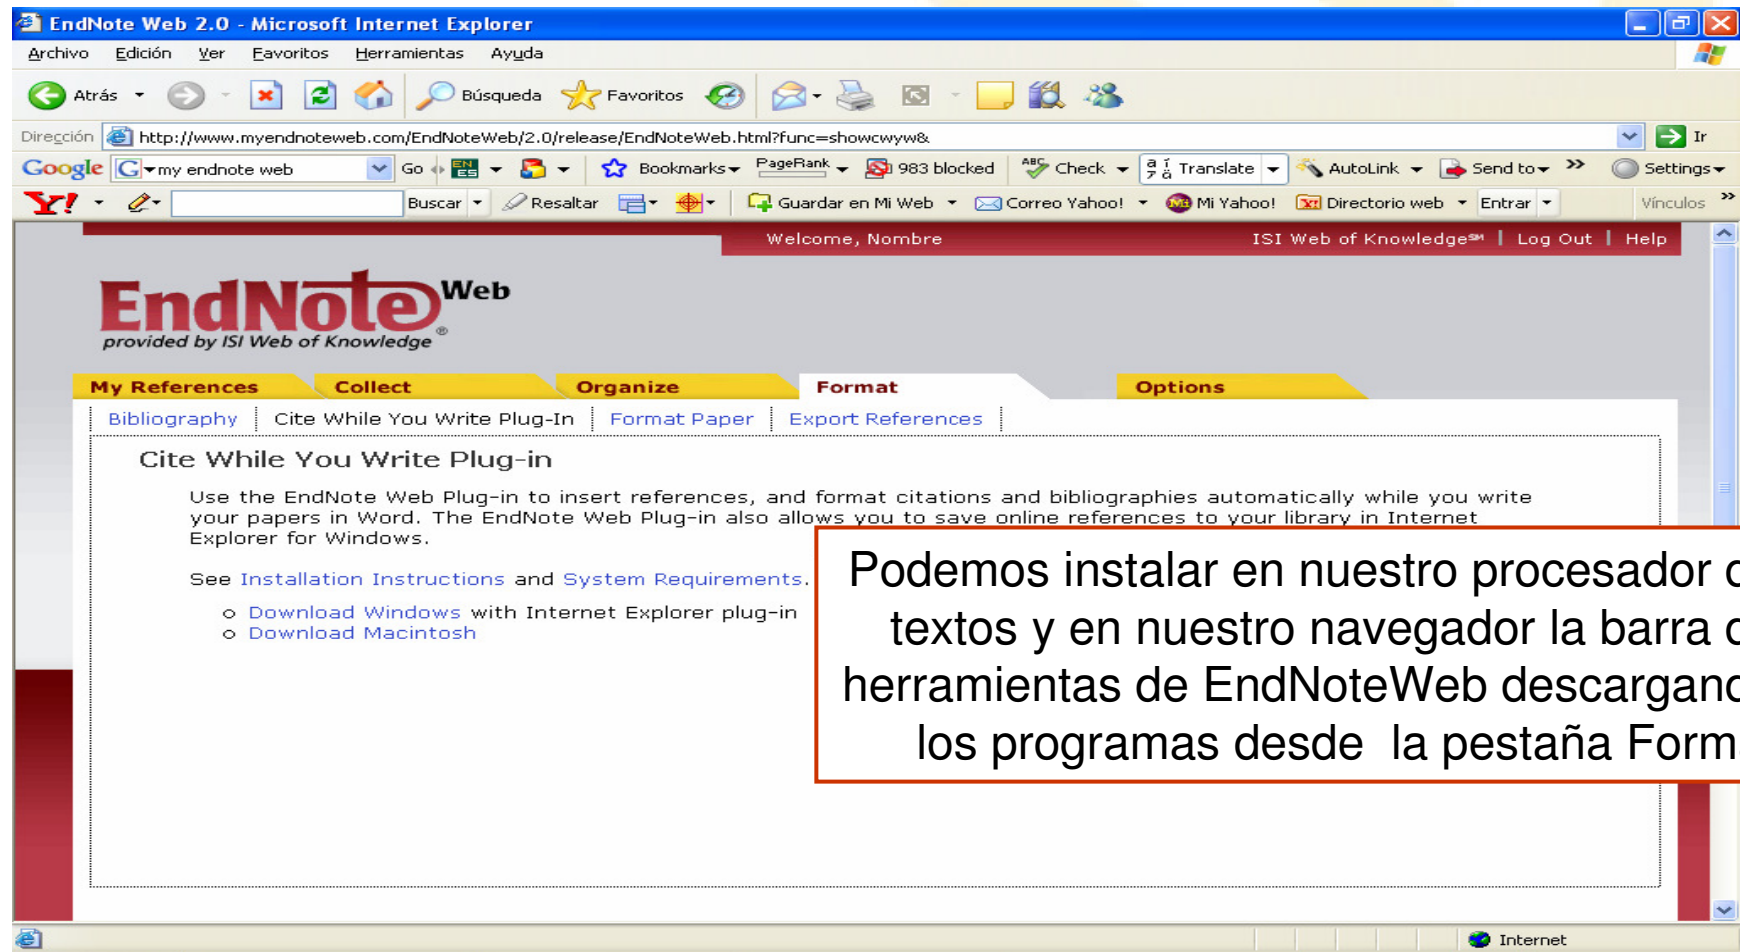 EndNote Web 2.0 - Microsoft Internet Explorer
Archivo Edición Ver Favoritos Herramientas Ayuda
Atrás Búsqueda Favoritos
Dirección http://www.myendnoteweb.com/EndNoteWeb/2.0/release/EndNoteWeb.html?func=showcwyw& Ir
Google G my endnote web Go EN ES Bookmarks PageRank 983 blocked ABC Check Translate AutoLink Send to >> Settings
Y! Buscar Resaltar Guardar en Mi Web Correo Yahoo! Mi Yahoo! Directorio web Entrar Vínculos >>
Welcome, Nombre ISI Web of Knowledge℠ | Log Out | Help
EndNote® Web
provided by ISI Web of Knowledge
My References Collect Organize Format Options
Bibliography Cite While You Write Plug-In Format Paper Export References
Cite While You Write Plug-in
Use the EndNote Web Plug-in to insert references, and format citations and bibliographies automatically while you write
your papers in Word. The EndNote Web Plug-in also allows you to save online references to your library in Internet
Explorer for Windows.
See Installation Instructions and System Requirements.
o Download Windows with Internet Explorer plug-in
o Download Macintosh
Podemos instalar en nuestro procesador
textos y en nuestro navegador la barra
herramientas de EndNoteWeb descargand
los programas desde la pestaña Form
Internet